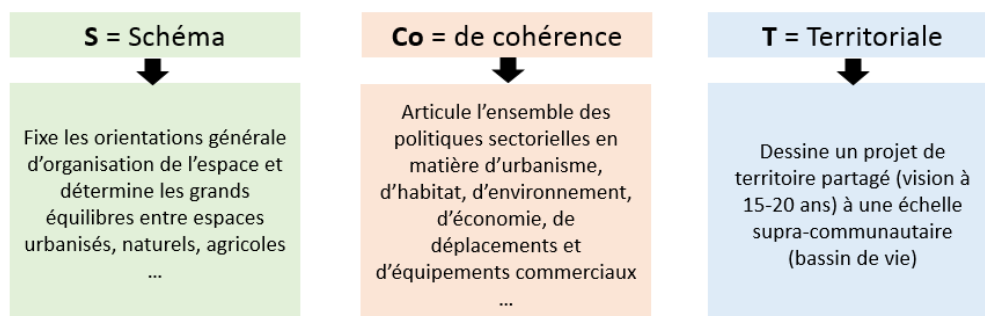 S = Schéma
Fixe les orientations générale
d’organisation de l’espace et
détermine les grands
équilibres entre espaces
urbanisés, naturels, agricoles
...
Co = de cohérence
Articule l’ensemble des
politiques sectorielles en
matière d’urbanisme,
d’habitat, d’environnement,
d’économie, de
déplacements et
d’équipements commerciaux
...
T = Territoriale
Dessine un projet de
territoire partagé (vision à
15-20 ans) à une échelle
supra-communautaire
(bassin de vie)